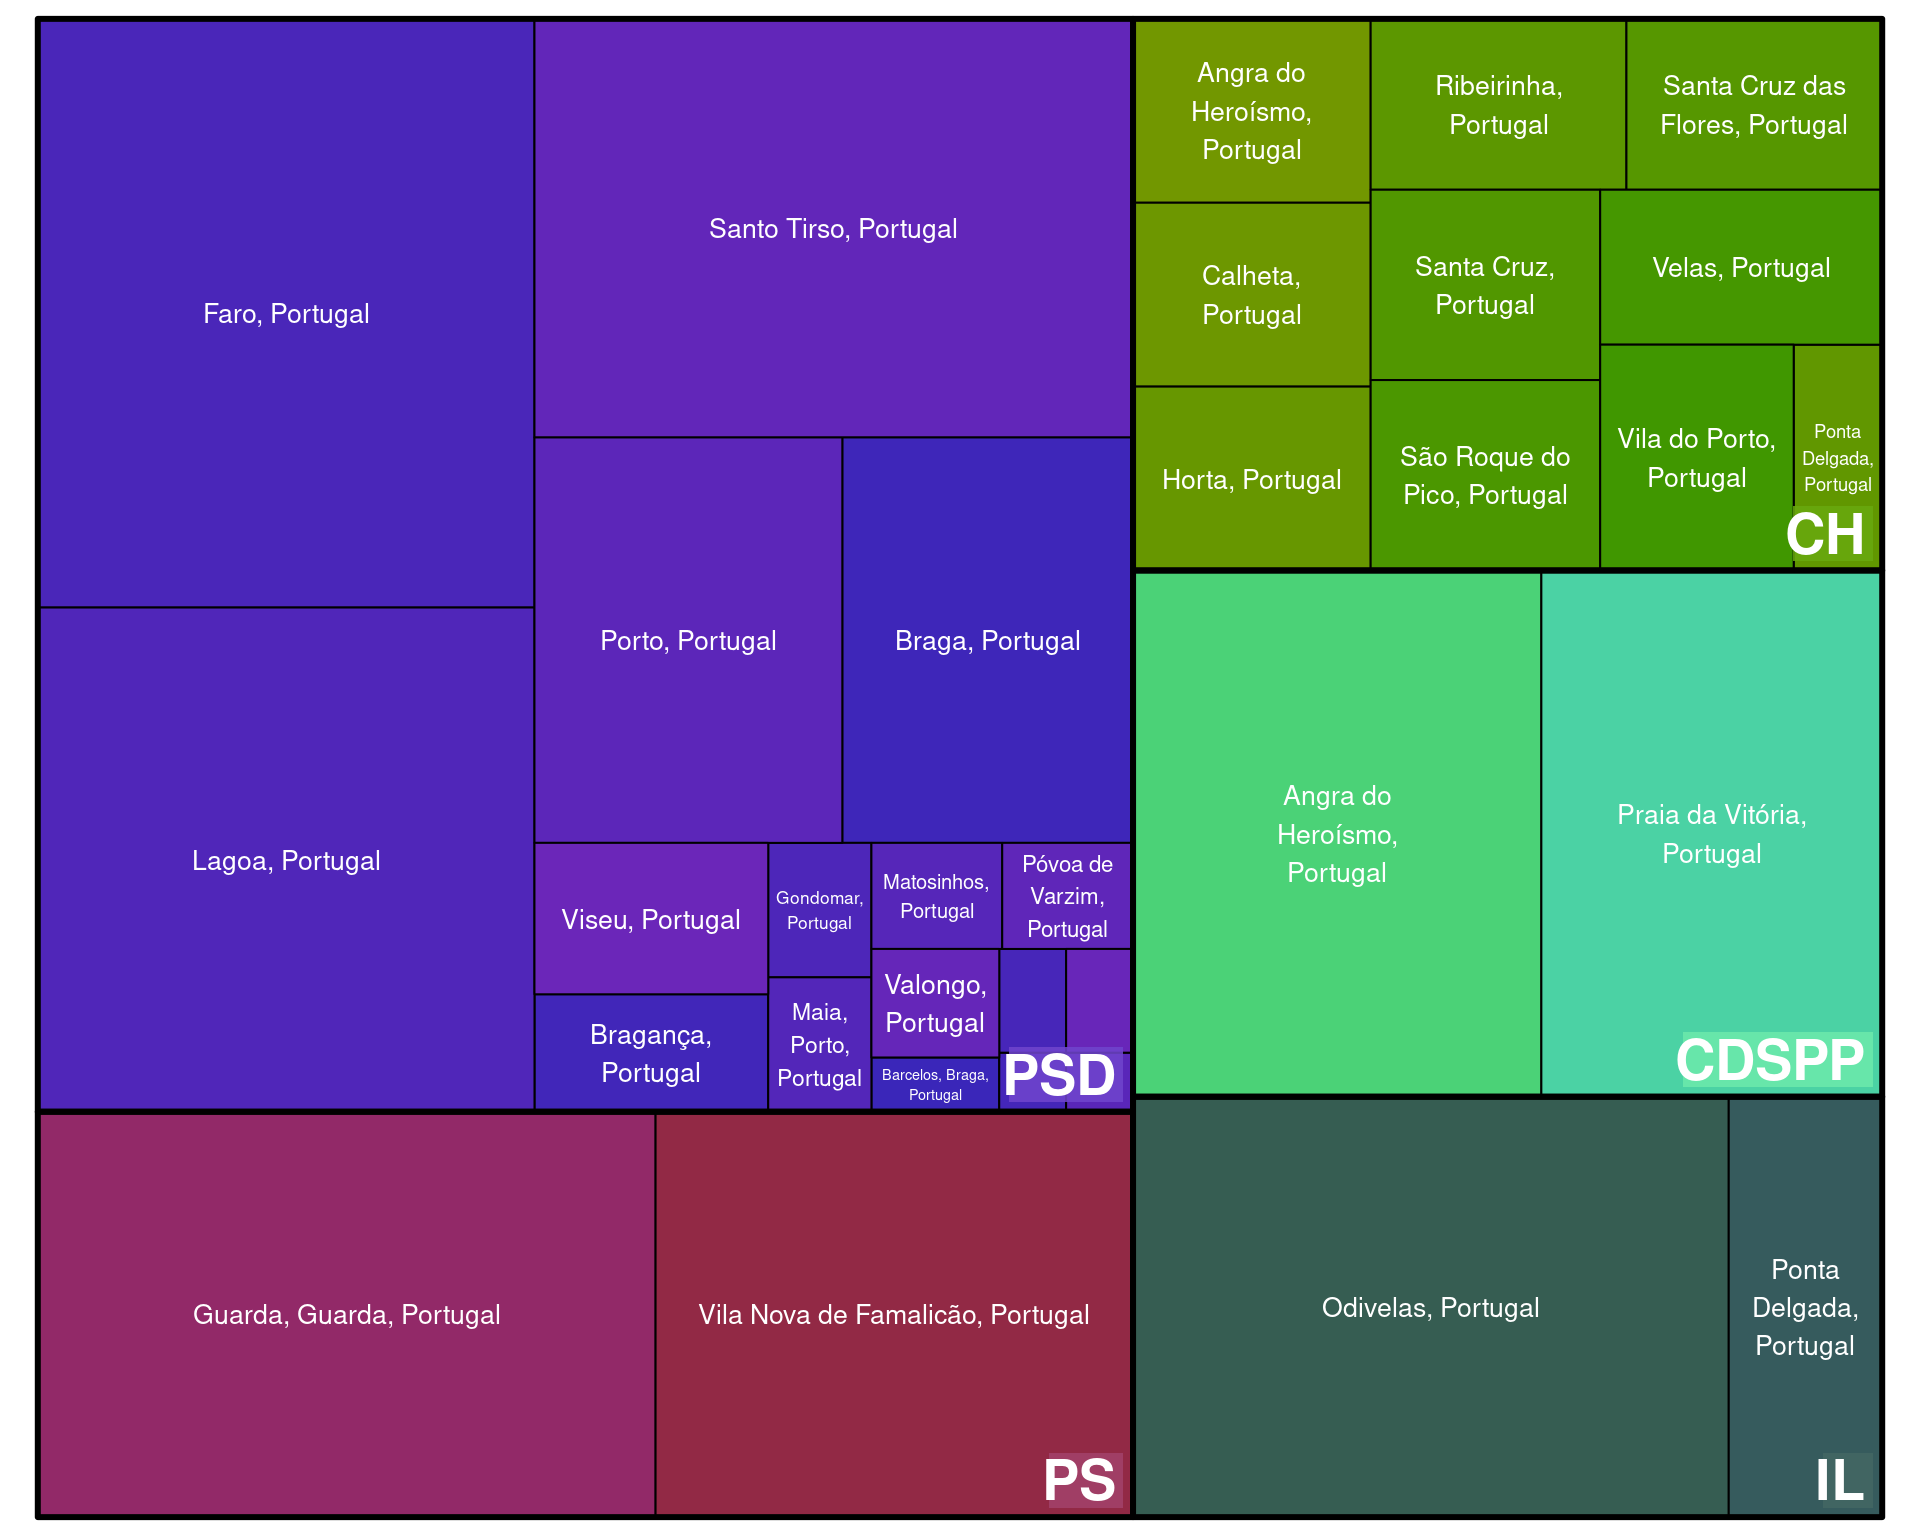 Faro, Portugal
Santo Tirso, Portugal
Lagoa, Portugal
Porto, Portugal
Braga, Portugal
Viseu, Portugal
Bragança,
Portugal
Gondomar,
Portugal
Maia,
Porto,
Portugal
Matosinhos,
Portugal
Póvoa de
Varzim,
Portugal
Valongo,
Portugal
Barcelos, Braga,
Portugal
PSD
Guarda, Guarda, Portugal
Vila Nova de Famalicão, Portugal
PS
Angra do
Heroísmo,
Portugal
Calheta,
Portugal
Horta, Portugal
Ribeirinha,
Portugal
Santa Cruz das
Flores, Portugal
Santa Cruz,
Portugal
Velas, Portugal
São Roque do
Pico, Portugal
Vila do Porto,
Portugal
Ponta
Delgada,
Portugal
CH
Angra do
Heroísmo,
Portugal
Praia da Vitória,
Portugal
CDSPP
Odivelas, Portugal
Ponta
Delgada,
Portugal
IL